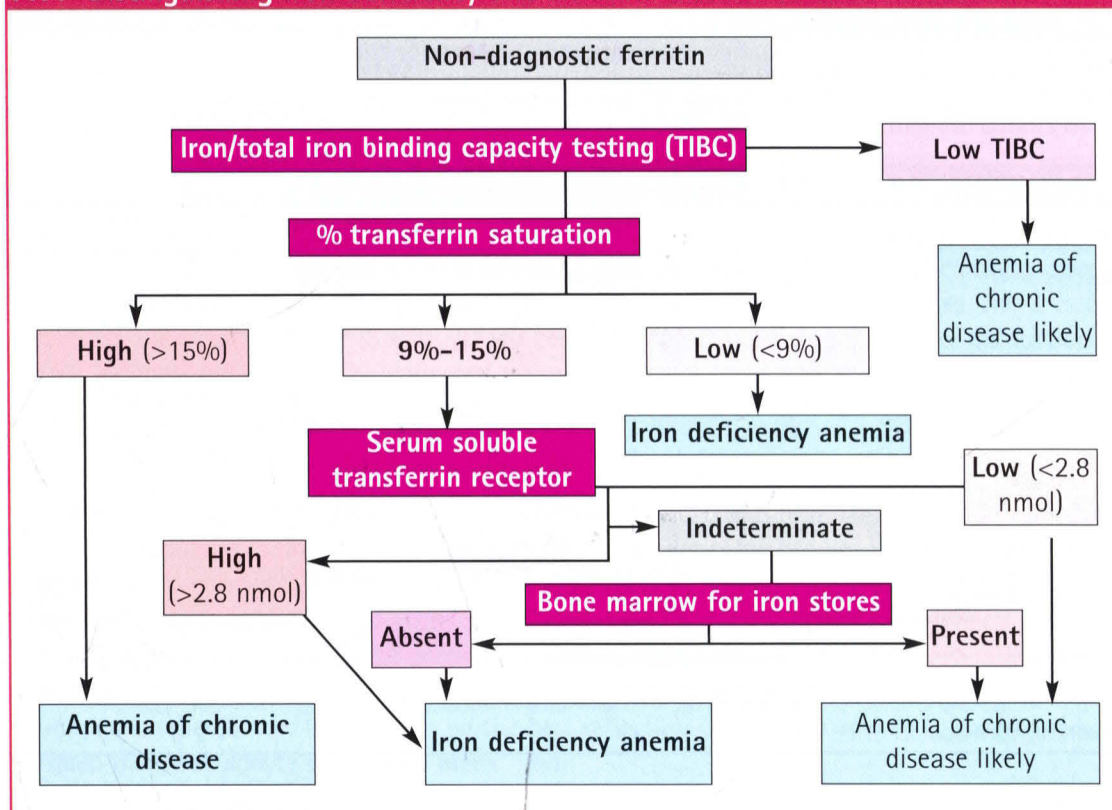 Non-diagnostic ferritin
Iron/total iron binding capacity testing (TIBC)
Low TIBC
% transferrin saturation
Anemia of
chronic
disease likely
High (>15%)
9%-15%
Low (<9%)
Iron deficiency anemia
Serum soluble
transferrin receptor
Low (<2.8
nmol)
Indeterminate
High
(>2.8 nmol)
Bone marrow for iron stores
Absent
Present
Anemia of chronic
disease
Iron deficiency anemia
Anemia of chronic
disease likely